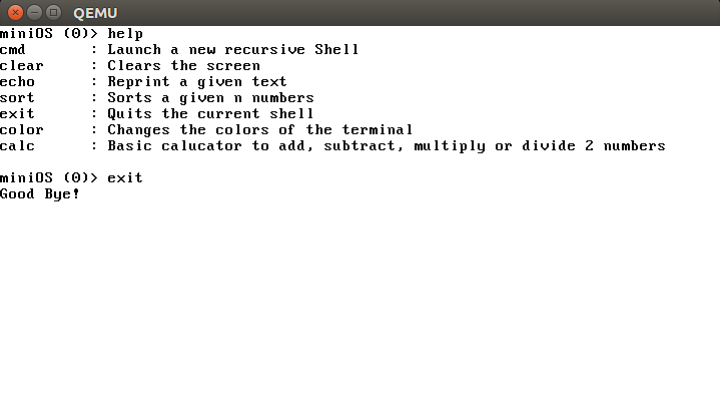 QEMU
miniOS (0)> help
cmd : Launch a new recursive Shell
clear : Clears the screen
echo : Reprint a given text
sort : Sorts a given n numbers
exit : Quits the current shell
color : Changes the colors of the terminal
calc : Basic calucator to add, subtract, multiply or divide 2 numbers
miniOS (0)> exit
Good Bye!